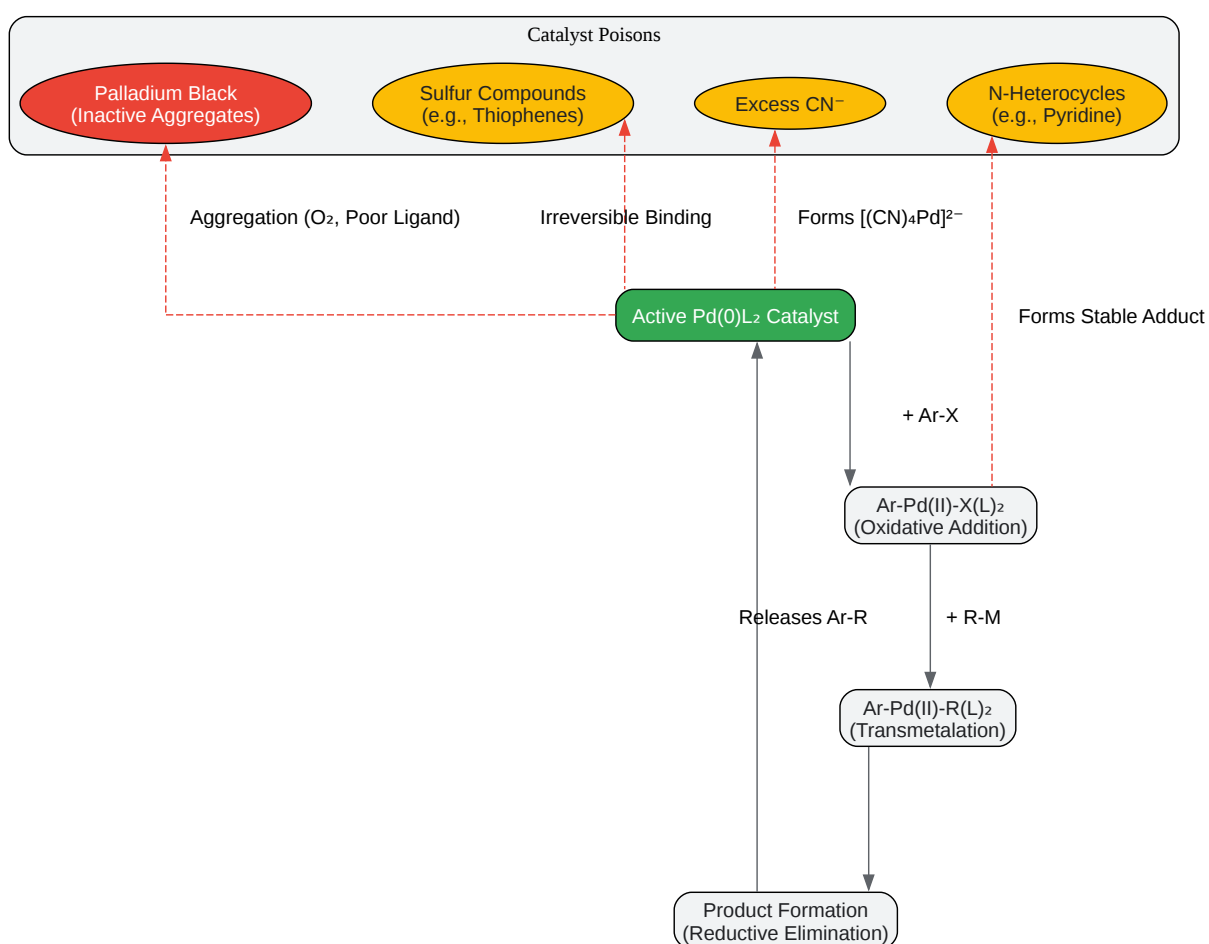 Catalyst Poisons
Palladium Black
(Inactive Aggregates)
Sulfur Compounds
(e.g., Thiophenes)
Excess CN⁻
N-Heterocycles
(e.g., Pyridine)
Aggregation (O₂, Poor Ligand)
Irreversible Binding
Forms [(CN)₄Pd]²⁻
Active Pd(0)L₂ Catalyst
Forms Stable Adduct
+ Ar-X
Ar-Pd(II)-X(L)₂
(Oxidative Addition)
Releases Ar-R
+ R-M
Ar-Pd(II)-R(L)₂
(Transmetalation)
Product Formation
(Reductive Elimination)